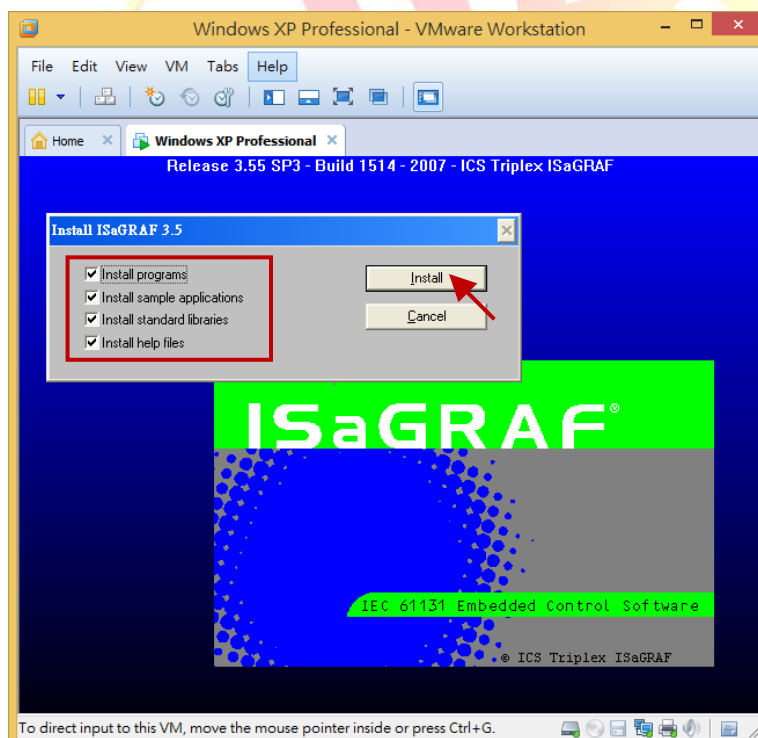 Windows XP Professional - VMware Workstation
File Edit View VM Tabs Help
Home Windows XP Professional
Release 3.55 SP3 - Build 1514 - 2007 - ICS Triplex ISaGRAF
Install ISaGRAF 3.5
Install programs
Install
Install sample applications
Install standard libraries
Cancel
Install help files
ISaGRAF®
IEC 61131 Embedded Control Software
© ICS Triplex ISaGRAF
To direct input to this VM, move the mouse pointer inside or press Ctrl+G.